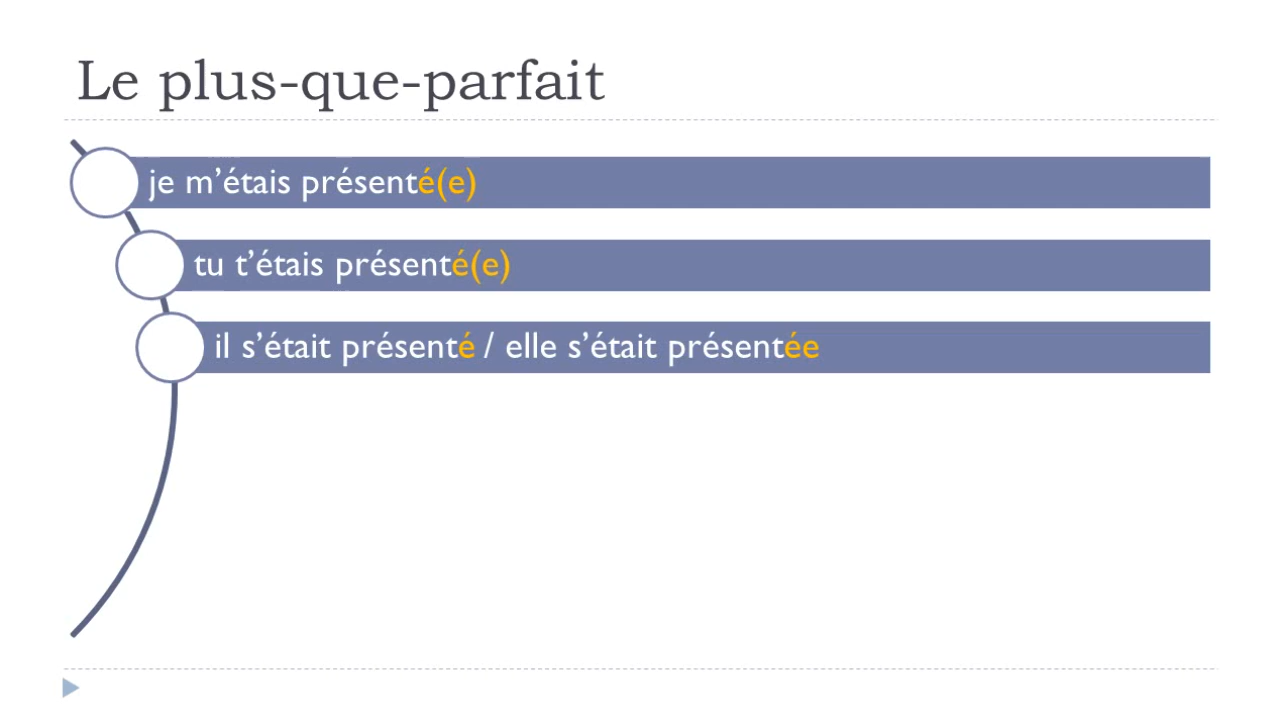 Le plus-que-parfait
je m’étais présenté(e)
tu t’étais présenté(e)
il s’était présenté / elle s’était présentée